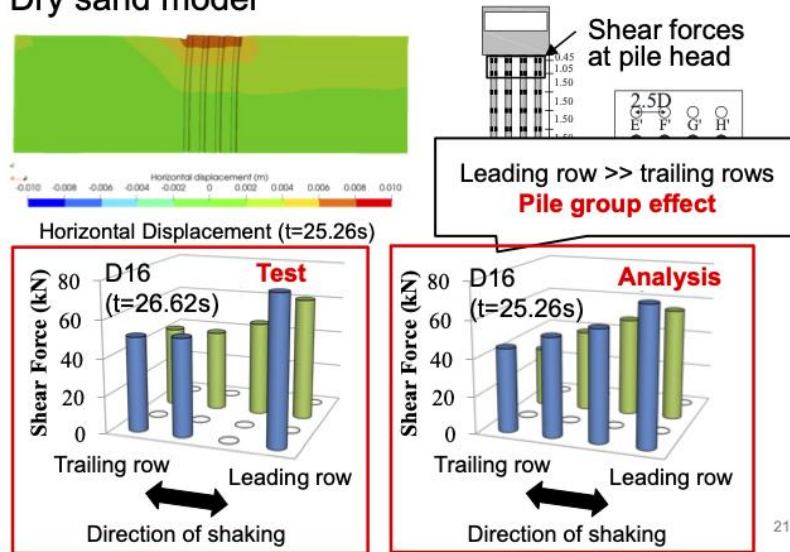 Dry sand model
Horizontal displacement (m)
-0.010 -0.008 -0.006 -0.004 -0.002 0 0.002 0.004 0.006 0.008 0.010
Horizontal Displacement (t=25.26s)
Shear forces
at pile head
0.45
1.05
1.50
1.50
1.50
2.5D
E' F' G' H'
Leading row >> trailing rows
Pile group effect
D16
(t=26.62s)
Test
Shear Force (kN)
80
60
40
20
0
Trailing row
Leading row
Direction of shaking
D16
(t=25.26s)
Analysis
Shear Force (kN)
80
60
40
20
0
Trailing row
Leading row
Direction of shaking
21